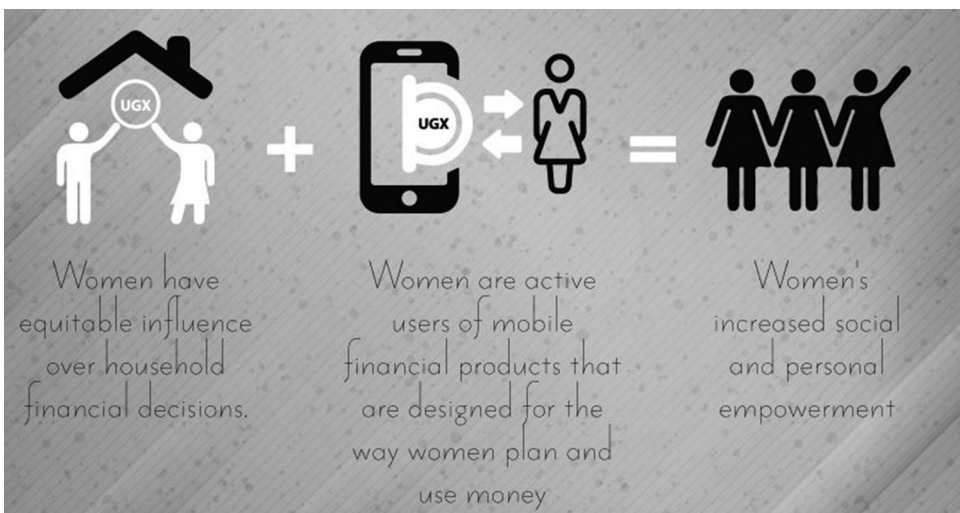 UGX
UGX
Women have
equitable influence
over household
financial decisions.
Women are active
users of mobile
financial products that
are designed for the
way women plan and
use money
Women's
increased social
and personal
empowerment